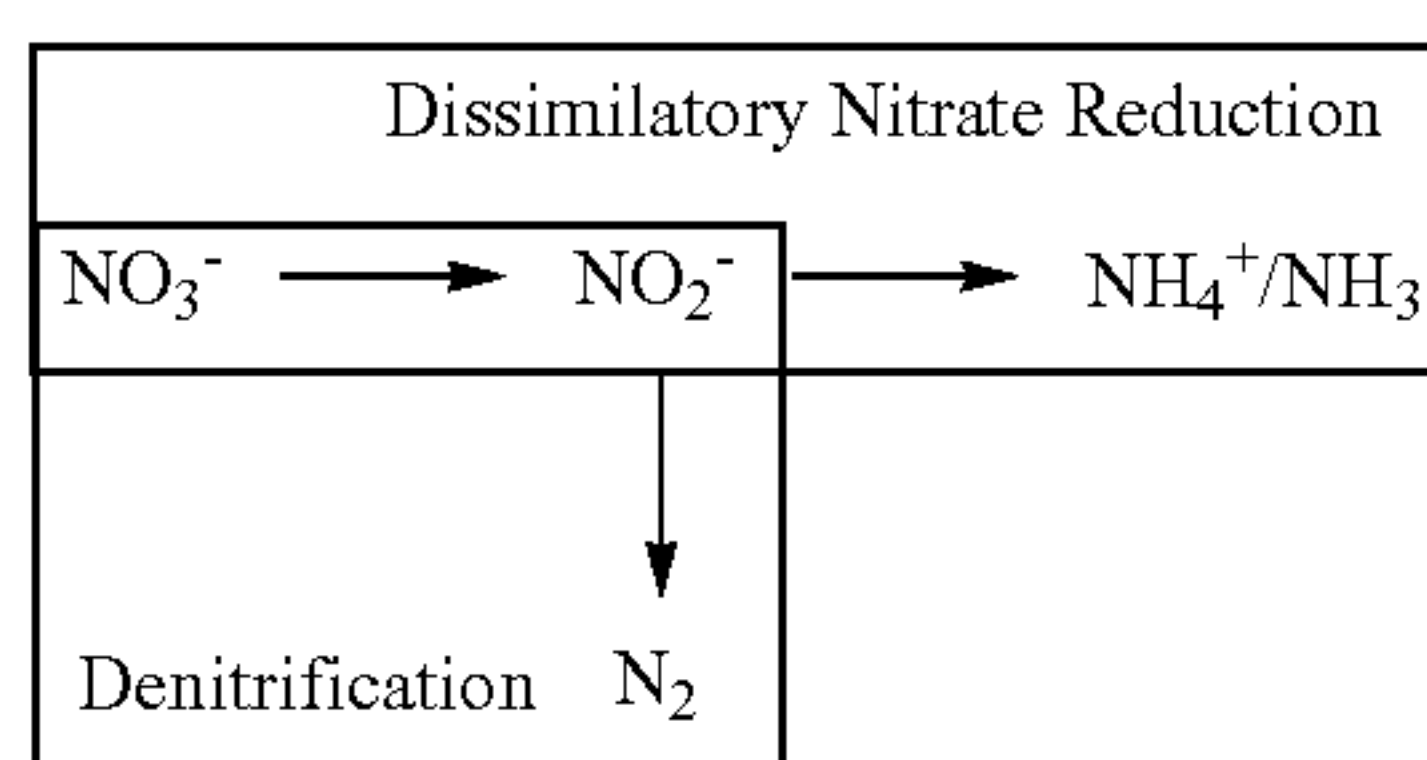 Dissimilatory Nitrate Reduction
NO₃⁻ NO₂⁻ NH₄⁺/NH₃
Denitrification N₂